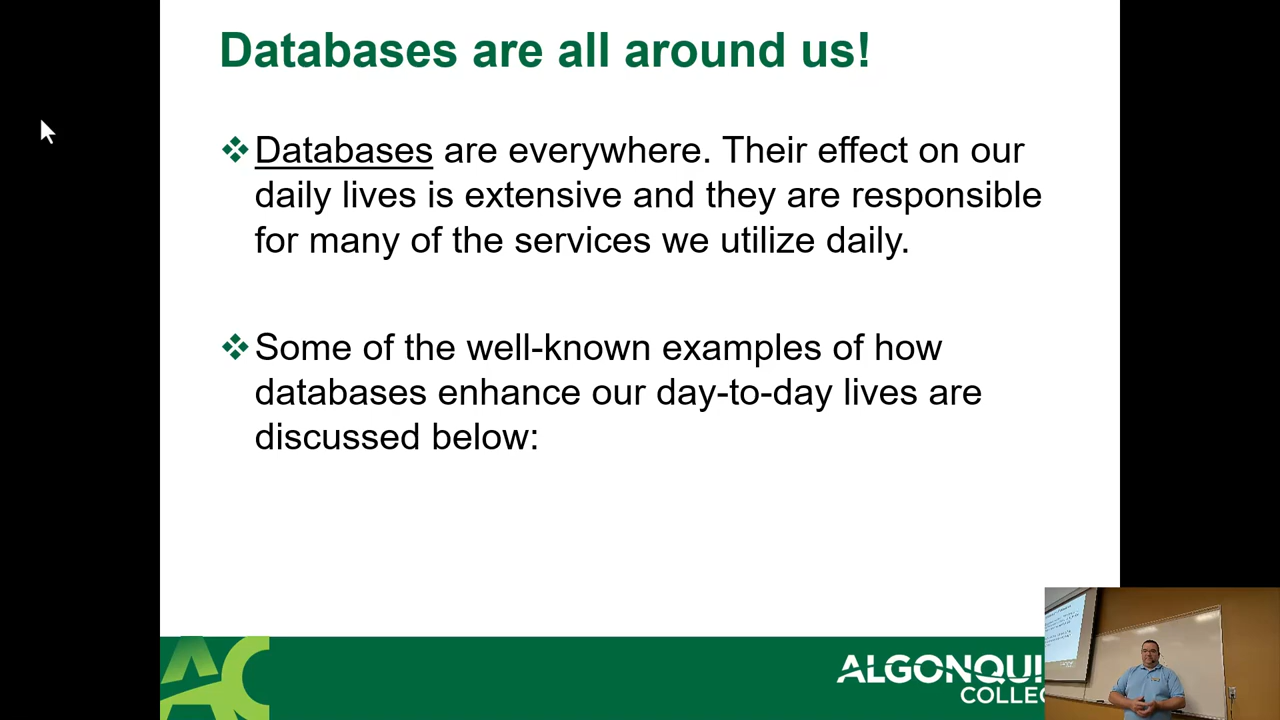 Databases are all around us!
❖ Databases are everywhere. Their effect on our
daily lives is extensive and they are responsible
for many of the services we utilize daily.
❖ Some of the well-known examples of how
databases enhance our day-to-day lives are
discussed below:
AC
ALGONQUI
COLLE